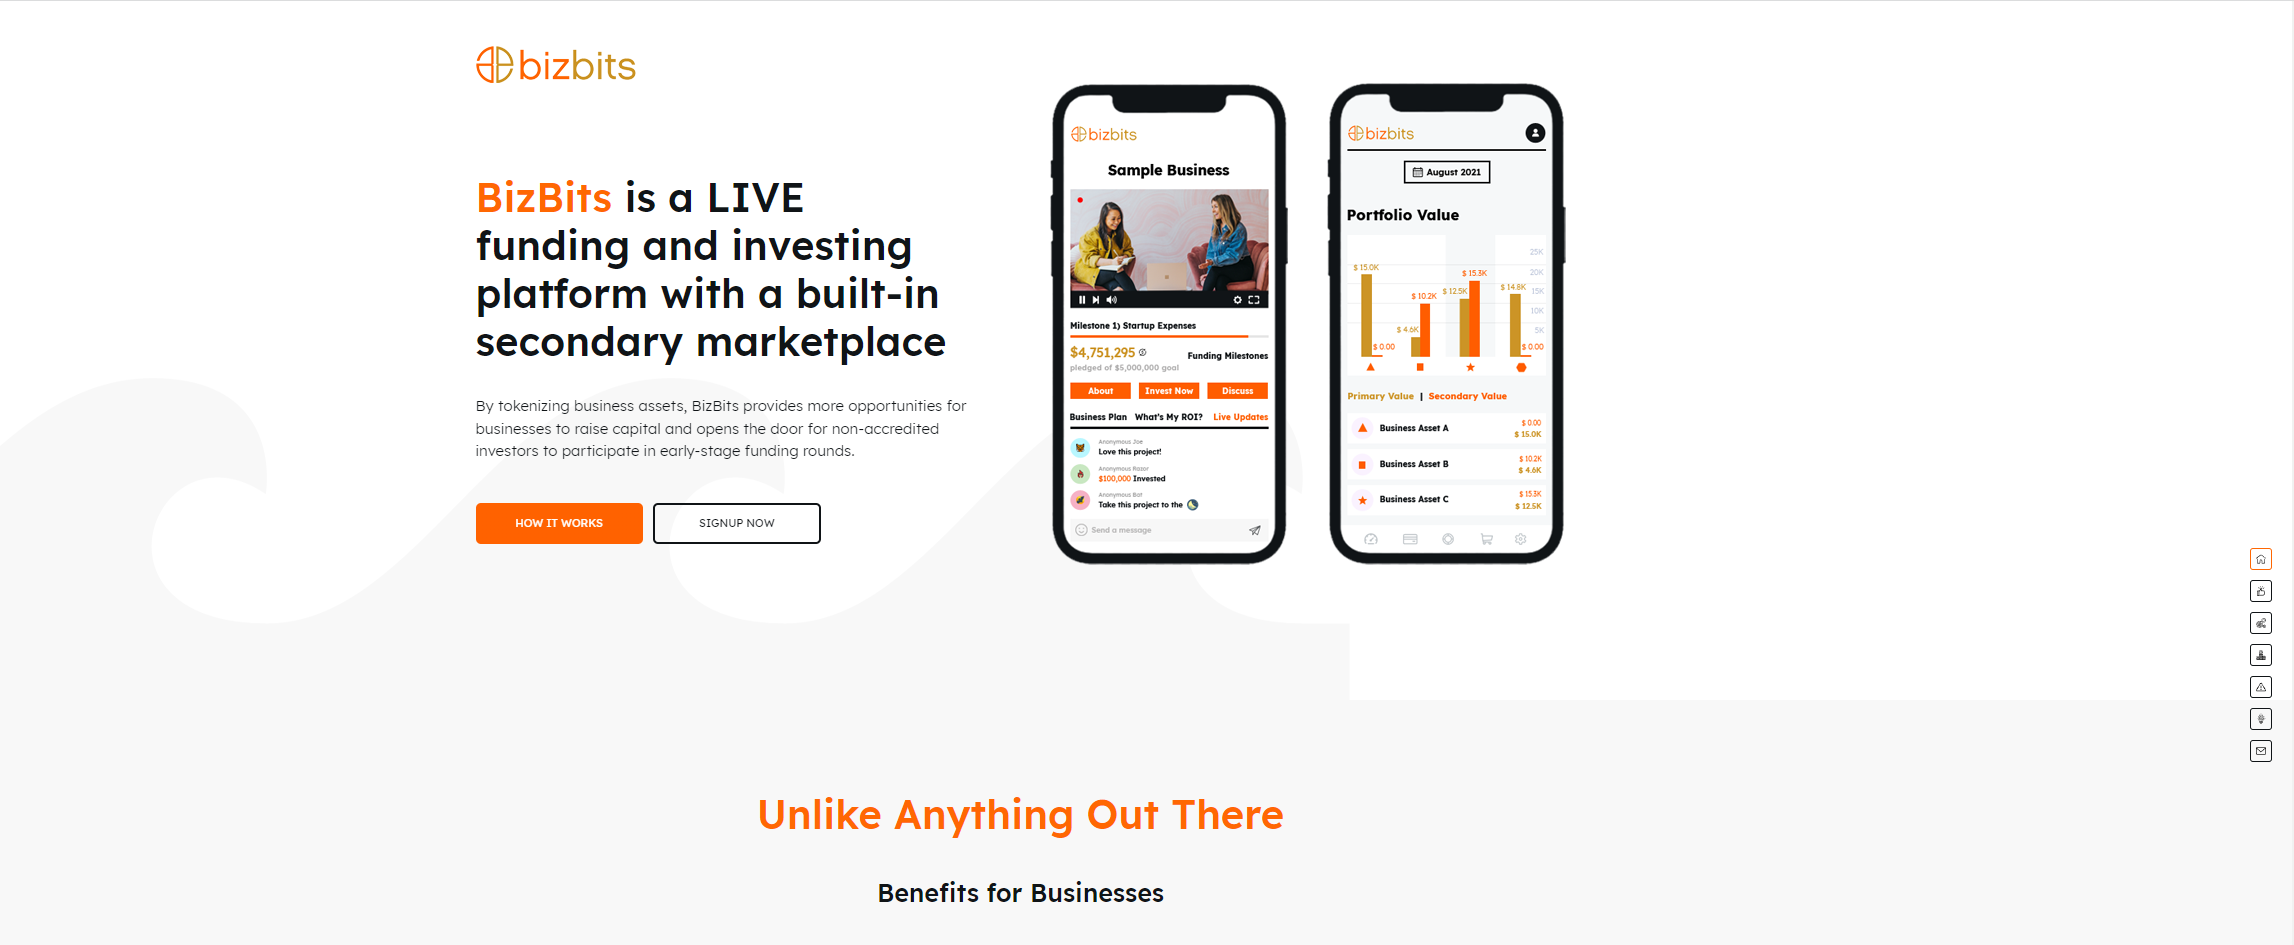 bizbits
BizBits is a LIVE
funding and investing
platform with a built-in
secondary marketplace
By tokenizing business assets, BizBits provides more opportunities for
businesses to raise capital and opens the door for non-accredited
investors to participate in early-stage funding rounds.
HOW IT WORKS
SIGNUP NOW
bizbits
Sample Business
Milestone 1) Startup Expenses
$4,751,295
Funding Milestones
pledged of $5,000,000 goal
About
Invest Now
Discuss
Business Plan
What's My ROI?
Live Updates
Anonymous Joe
Love this project!
Anonymous Razor
$100,000 Invested
Anonymous Bat
Take this project to the
Send a message
bizbits
August 2021
Portfolio Value
25K
20K
15K
10K
5K
$ 15.0K
$ 0.00
$ 4.6K
$ 10.2K
$ 12.5K
$ 15.3K
$ 14.8K
$ 0.00
Primary Value | Secondary Value
Business Asset A
$ 0.00
$ 15.0K
Business Asset B
$ 10.2K
$ 4.6K
Business Asset C
$ 15.3K
$ 12.5K
Unlike Anything Out There
Benefits for Businesses